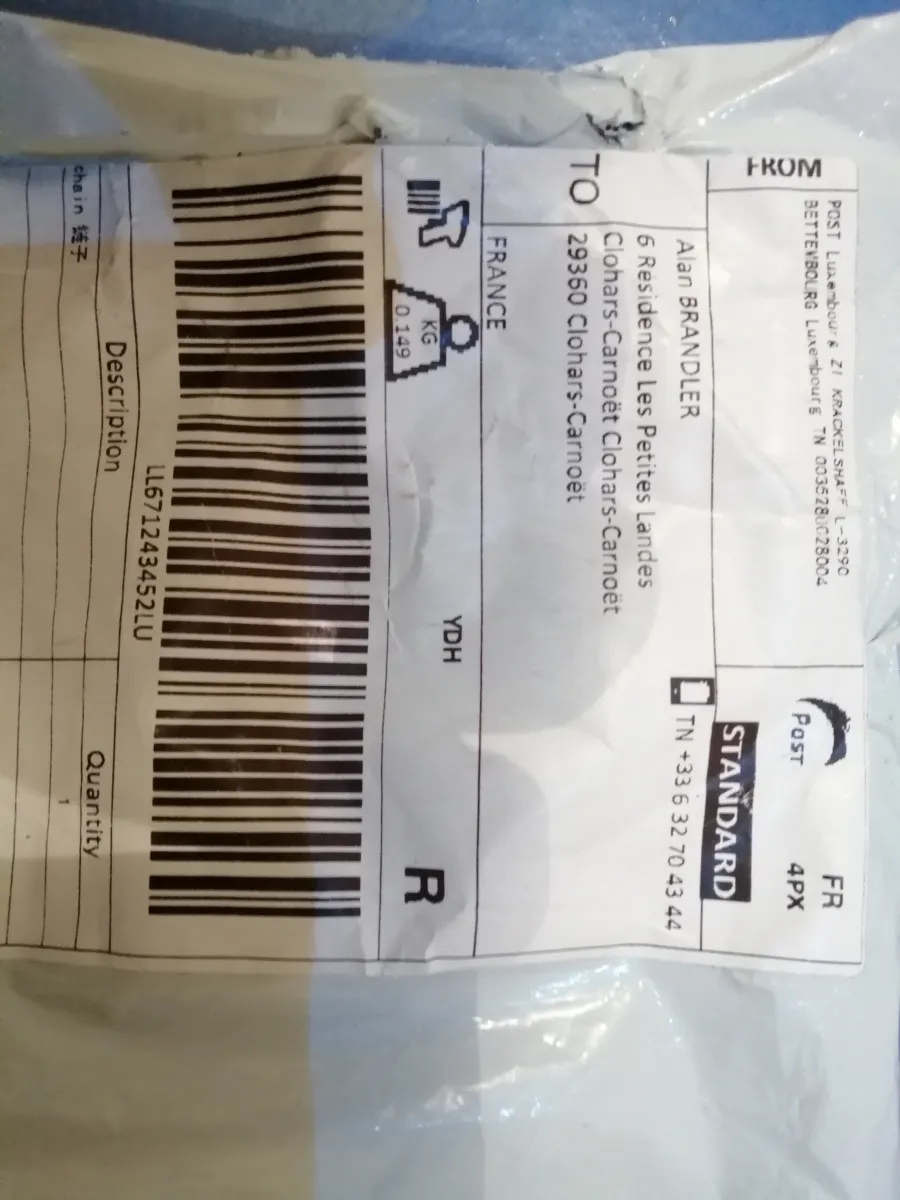 FROM
POST Luxembourg ZI KRACKELSHAFF L-3290
BETTEMBOURG Luxembourg TN 0035280028004
Post
FR
4PX
STANDARD
TO
Alan BRANDLER
TN +33 6 32 70 43 44
6 Residence Les Petites Landes
Clohars-Carnoët Clohars-Carnoët
29360 Clohars-Carnoët
FRANCE
KG
0.149
YDH
R
LL671243452LU
Description
Quantity
chain 链子
1